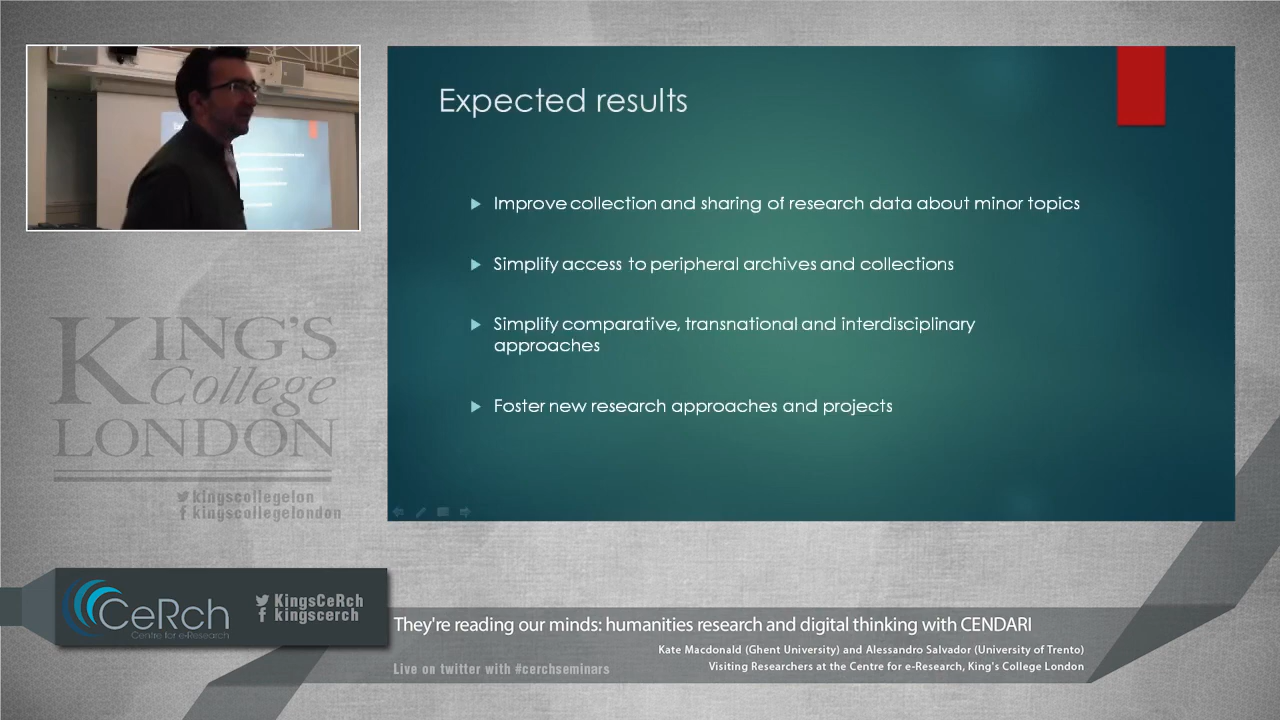 Expected results
Improve collection and sharing of research data about minor topics
Simplify access to peripheral archives and collections
Simplify comparative, transnational and interdisciplinary
approaches
Foster new research approaches and projects
KING'S
College
LONDON
kingscollegelon
kingscollegelondon
CeRch
Centre for e-Research
KingsCeRch
kingscerch
They're reading our minds: humanities research and digital thinking with CENDARI
Kate Macdonald (Ghent University) and Alessandro Salvador (University of Trento)
Visiting Researchers at the Centre for e-Research, King's College London
Live on twitter with #cerchseminars